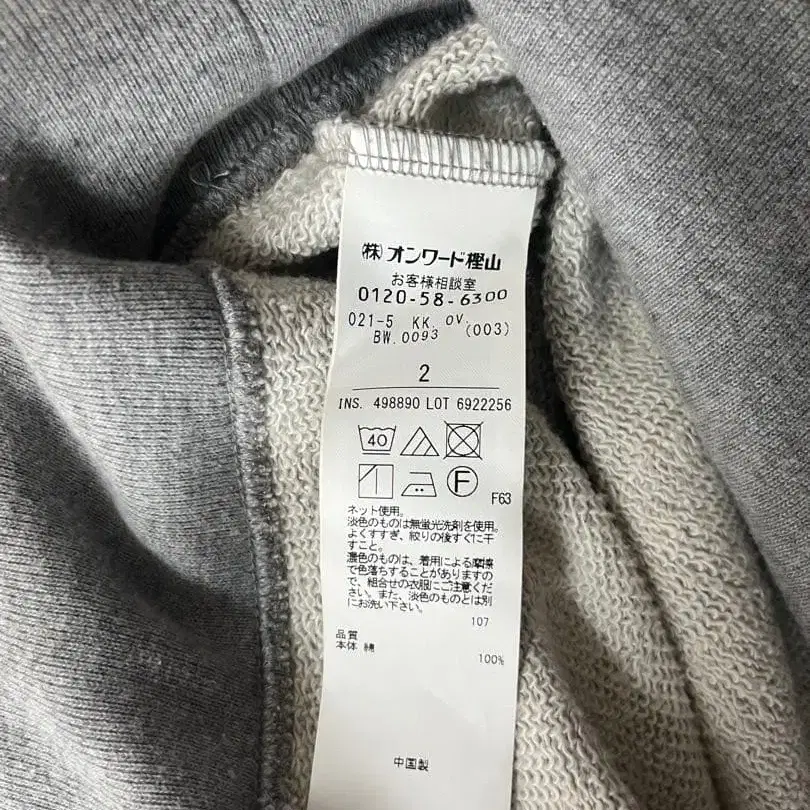 (株)オンワード樫山
お客様相談室
0120-58-6300
021-5 KK. OV.
BW.0093 (003)
2
INS. 498890 LOT 6922256
40
F
F63
ネット使用。
淡色のものは無蛍光洗剤を使用。
よくすすぎ、絞りの後すぐに干
すこと。
濃色のものは、着用による摩擦
で色落ちすることがありますの
で、組合せの衣服にご注意くだ
さい。また、淡色のものとは別
にお洗い下さい。
107
品質
本体 綿 100%
中国製